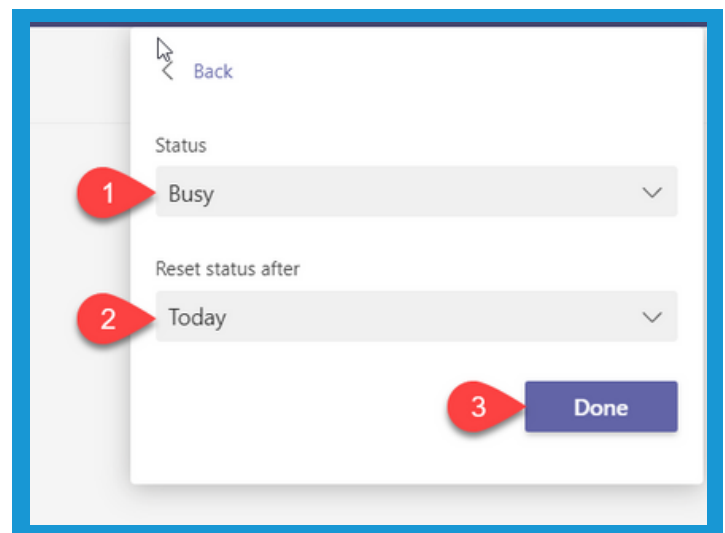 Back
Status
1 Busy
Reset status after
2 Today
3 Done